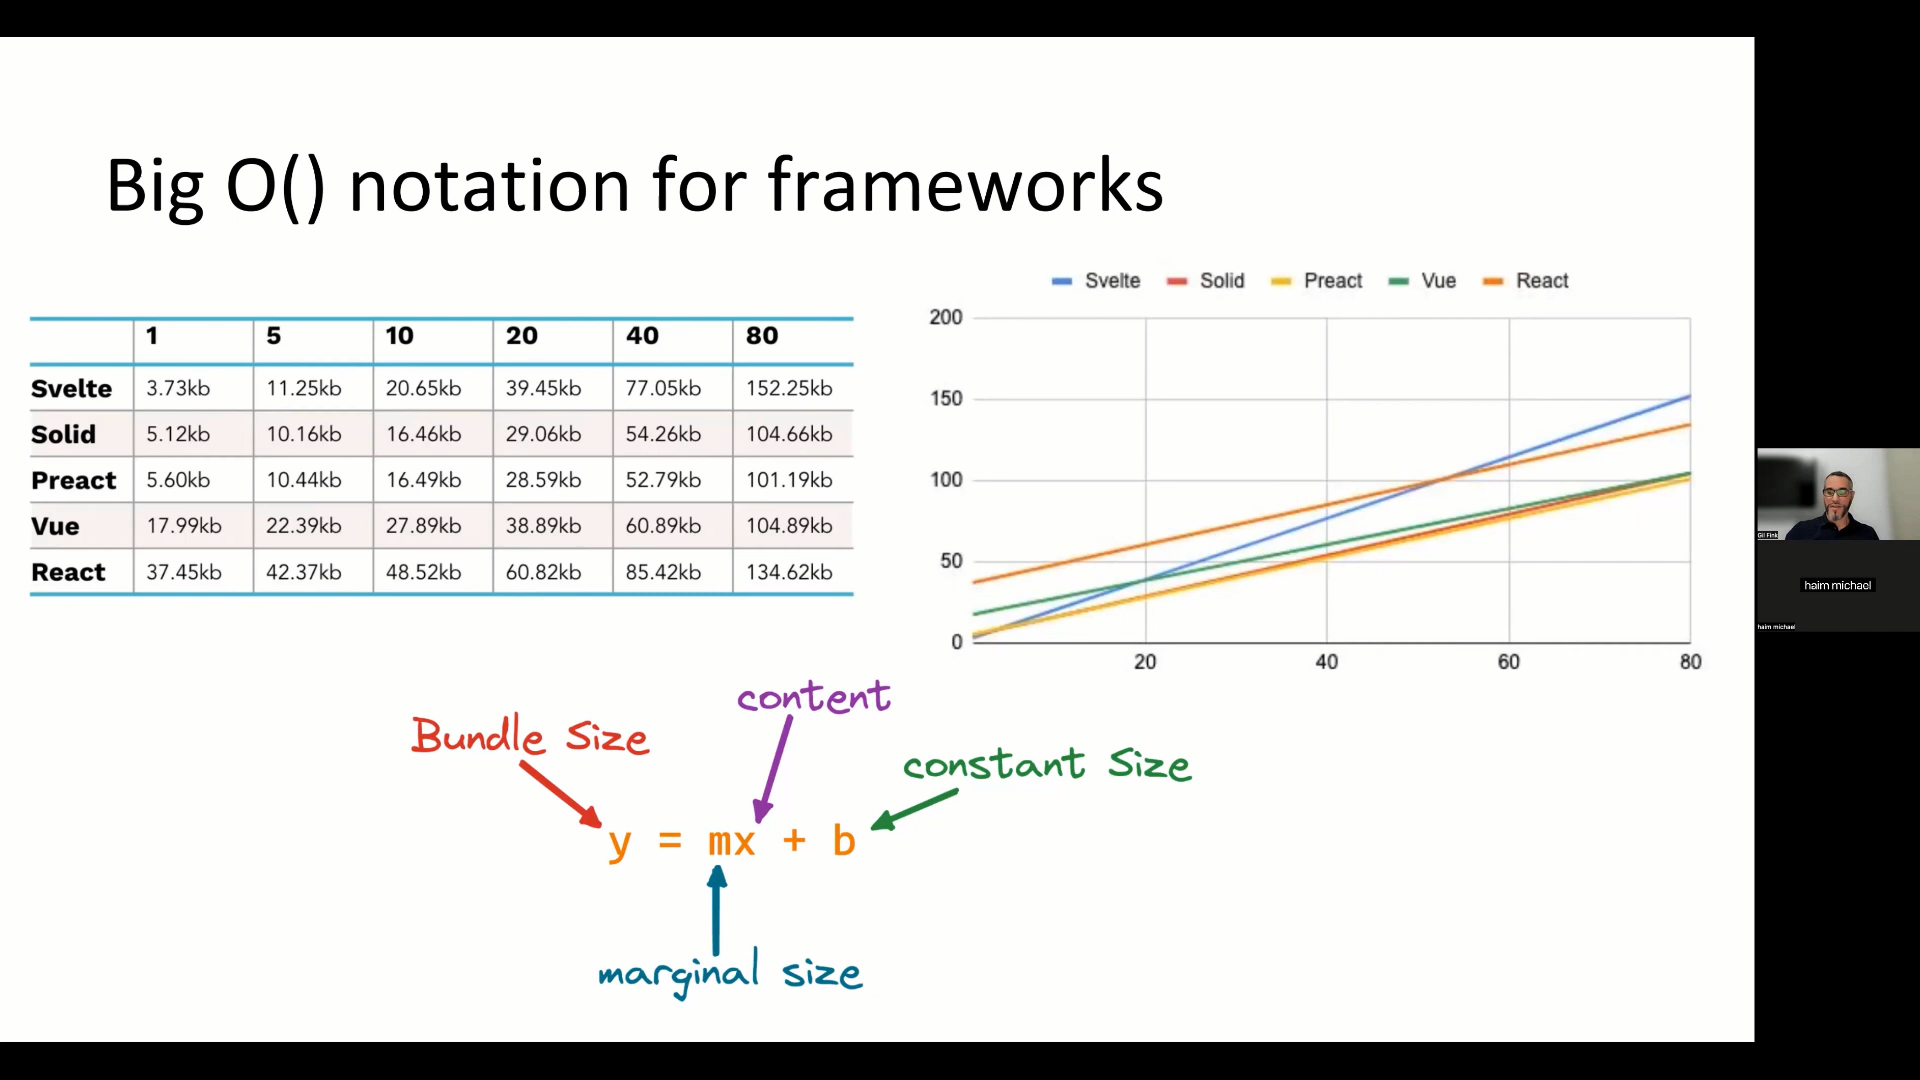 Big O() notation for frameworks
1 5 10 20 40 80
Svelte 3.73kb 11.25kb 20.65kb 39.45kb 77.05kb 152.25kb
Solid 5.12kb 10.16kb 16.46kb 29.06kb 54.26kb 104.66kb
Preact 5.60kb 10.44kb 16.49kb 28.59kb 52.79kb 101.19kb
Vue 17.99kb 22.39kb 27.89kb 38.89kb 60.89kb 104.89kb
React 37.45kb 42.37kb 48.52kb 60.82kb 85.42kb 134.62kb
Svelte Solid Preact Vue React
200
150
100
50
0
20 40 60 80
content
Bundle Size
constant Size
y = mx + b
marginal size
Gil Fink
haim michael
haim michael